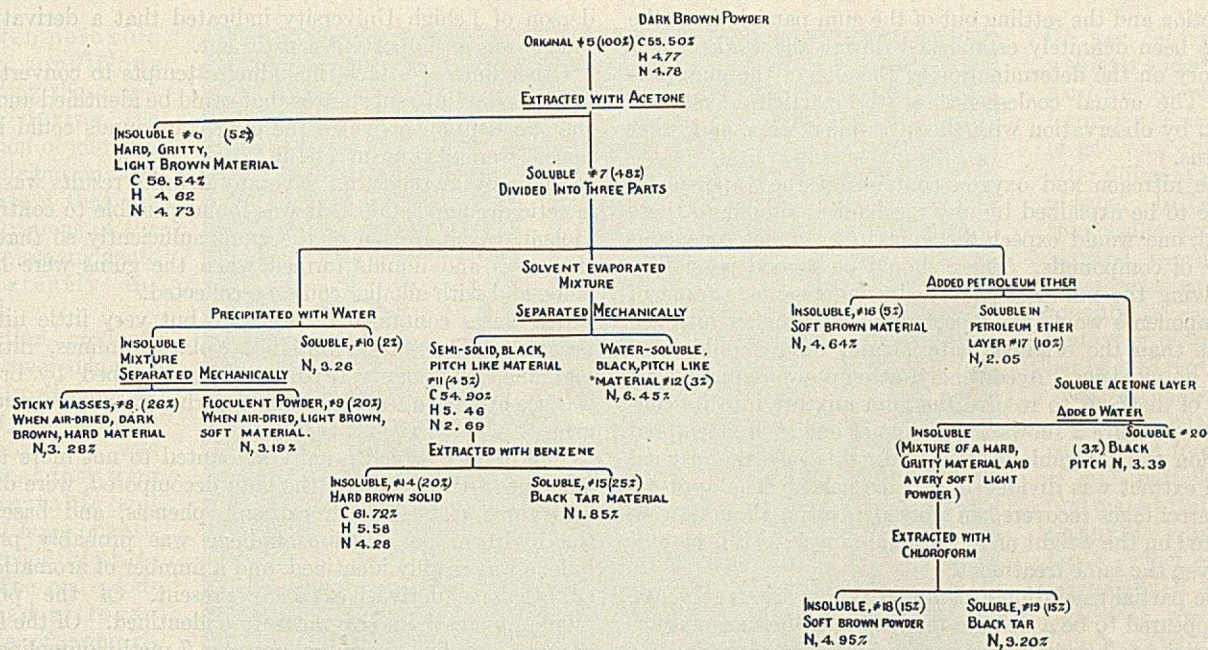 DARK BROWN POWDER
ORIGINAL #5 (100%) C 55.50%
H 4.77
N 4.78
EXTRACTED WITH ACETONE
INSOLUBLE #6 (52%)
HARD, GRITTY,
LIGHT BROWN MATERIAL
C 58.54%
H 4.62
N 4.73
SOLUBLE #7 (48%)
DIVIDED INTO THREE PARTS
PRECIPITATED WITH WATER
INSOLUBLE
MIXTURE
SEPARATED MECHANICALLY
SOLUBLE, #10 (2%)
N, 3.26
STICKY MASSES, #8 (26%)
WHEN AIR-DRIED, DARK
BROWN, HARD MATERIAL
N, 3.28%
FLOCULENT POWDER, #9 (20%)
WHEN AIR-DRIED, LIGHT BROWN,
SOFT MATERIAL.
N, 3.19%
SOLVENT EVAPORATED
MIXTURE
SEPARATED MECHANICALLY
SEMI-SOLID, BLACK,
PITCH LIKE MATERIAL
#11 (45%)
C 54.90%
H 5.46
N 2.69
WATER-SOLUBLE.
BLACK, PITCH LIKE
MATERIAL #12 (3%)
N, 6.45%
EXTRACTED WITH BENZENE
INSOLUBLE, #14 (20%)
HARD BROWN SOLID
C 61.72%
H 5.58
N 4.28
SOLUBLE, #15 (25%)
BLACK TAR MATERIAL
N 1.85%
ADDED PETROLEUM ETHER
INSOLUBLE, #16 (5%)
SOFT BROWN MATERIAL
N, 4.64%
SOLUBLE IN
PETROLEUM ETHER
LAYER #17 (10%)
N, 2.05
SOLUBLE ACETONE LAYER
ADDED WATER
INSOLUBLE
(MIXTURE OF A HARD,
GRITTY MATERIAL AND
A VERY SOFT LIGHT
POWDER)
SOLUBLE #20
(3%) BLACK
PITCH N, 3.39
EXTRACTED WITH
CHLOROFORM
INSOLUBLE, #18 (15%)
SOFT BROWN POWDER
N, 4.95%
SOLUBLE, #19 (15%)
BLACK TAR
N, 3.20%